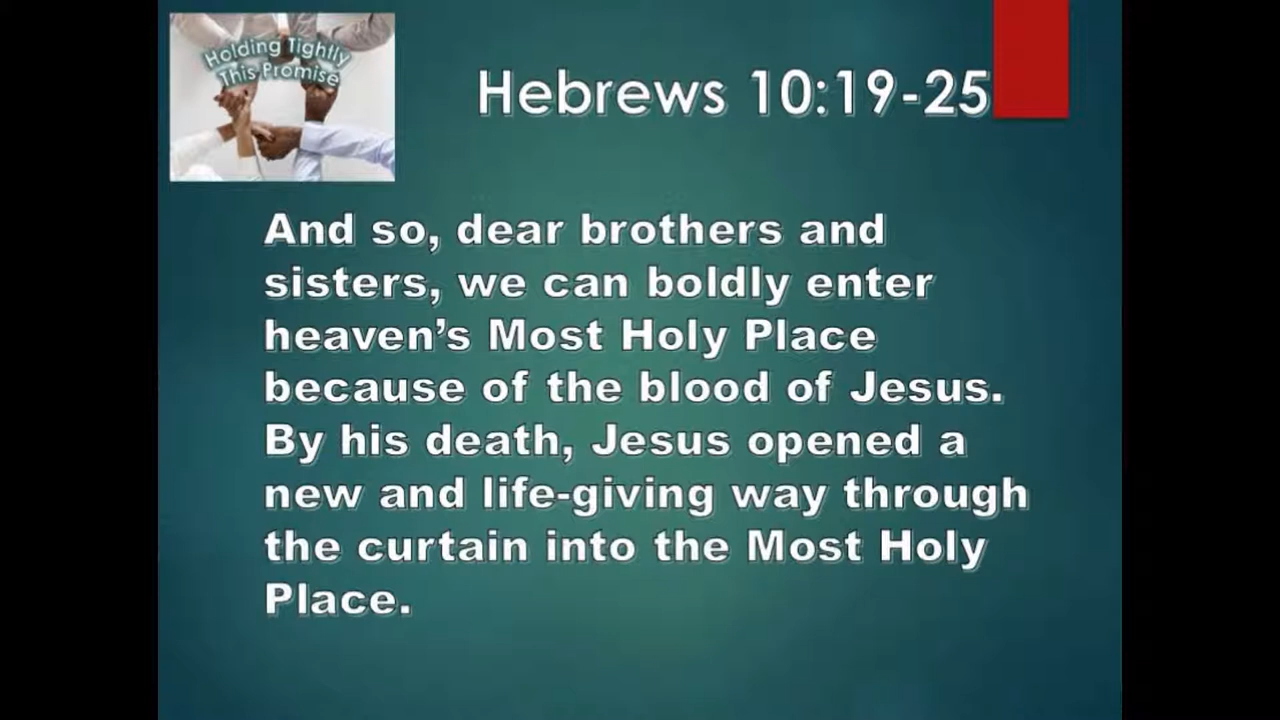 Holding Tightly
This Promise
Hebrews 10:19-25
And so, dear brothers and
sisters, we can boldly enter
heaven’s Most Holy Place
because of the blood of Jesus.
By his death, Jesus opened a
new and life-giving way through
the curtain into the Most Holy
Place.